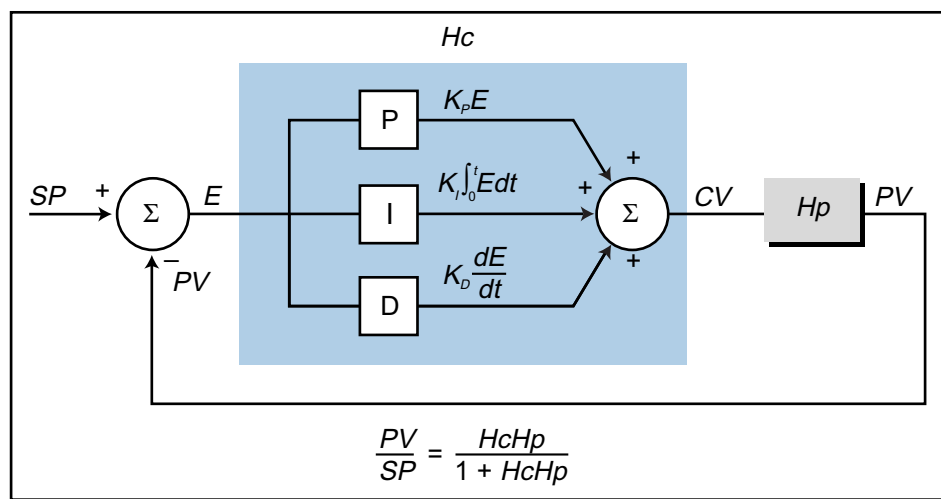 Hc
P
K_P E
+
SP
+
Σ
E
I
K_I ∫_0^t Edt
+
Σ
CV
Hp
PV
−
PV
D
K_D dE/dt
+
PV/SP = HcHp/1 + HcHp